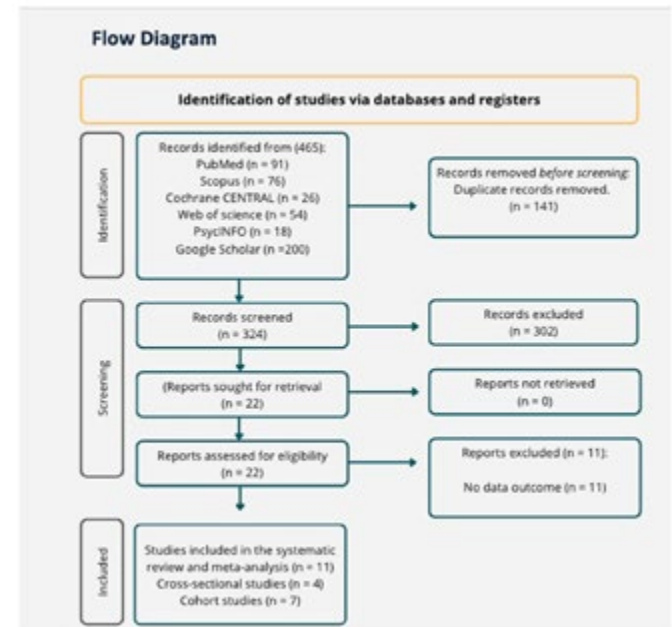 Flow Diagram
Identification of studies via databases and registers
Identification
Records identified from (465):
PubMed (n = 91)
Scopus (n = 76)
Cochrane CENTRAL (n = 26)
Web of science (n = 54)
PsycINFO (n = 18)
Google Scholar (n =200)
Records removed before screening:
Duplicate records removed.
(n = 141)
Screening
Records screened
(n = 324)
Records excluded
(n = 302)
(Reports sought for retrieval
(n = 22)
Reports not retrieved
(n = 0)
Reports assessed for eligibility
(n = 22)
Reports excluded (n = 11):
No data outcome (n = 11)
Included
Studies included in the systematic
review and meta-analysis (n = 11)
Cross-sectional studies (n = 4)
Cohort studies (n = 7)